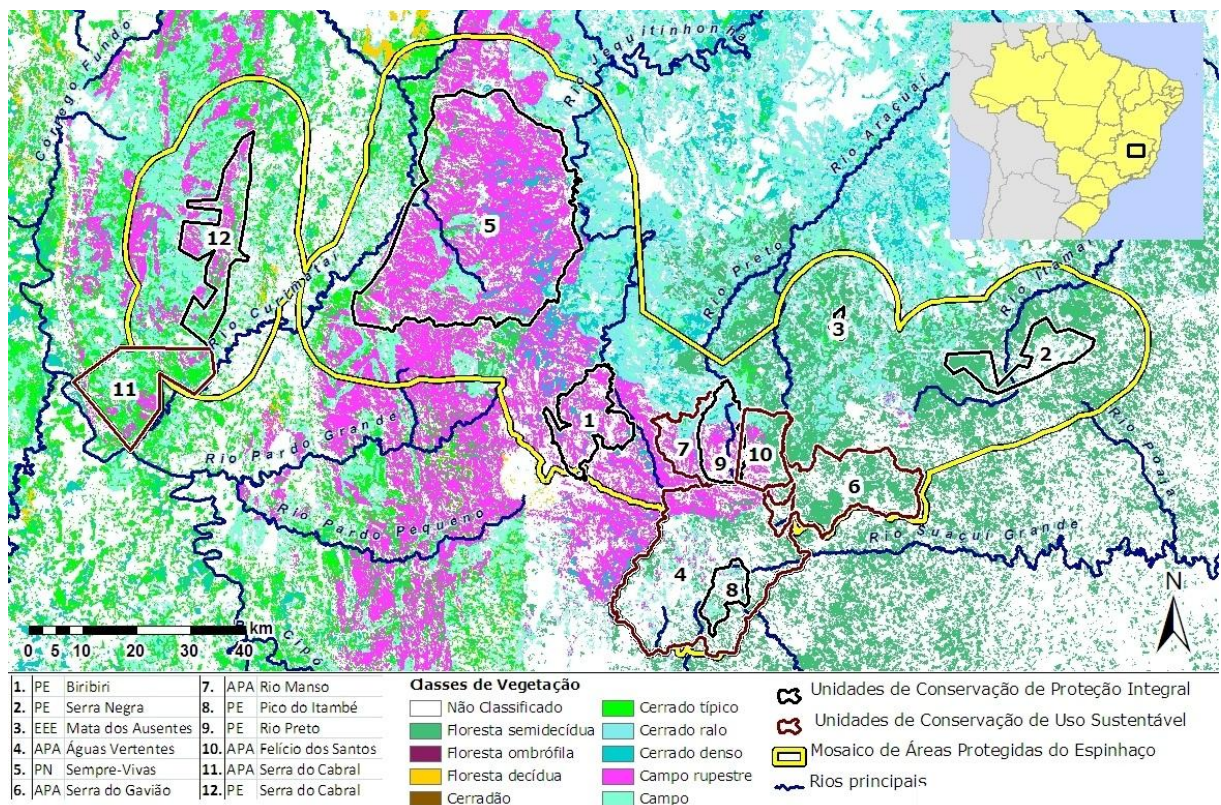 Córrego Fundo
Rio Jequitinhonha
Rio Araçuaí
5
12
Rio Preto
Rio Itamar
Rio Curimataí
3
2
11
1
7
9
10
Rio Pardo Grande
6
Rio Poaia
Rio Pardo Pequeno
Rio Suaçuí Grande
4
8
N
km
0 5 10 20 30 40
Rio Cipó
1. PE Biribiri
2. PE Serra Negra
3. EEE Mata dos Ausentes
4. APA Águas Vertentes
5. PN Sempre-Vivas
6. APA Serra do Gavião
7. APA Rio Manso
8. PE Pico do Itambé
9. PE Rio Preto
10. APA Felício dos Santos
11. APA Serra do Cabral
12. PE Serra do Cabral
Classes de Vegetação
Não Classificado
Floresta semidecídua
Floresta ombrófila
Floresta decídua
Cerradão
Cerrado típico
Cerrado ralo
Cerrado denso
Campo rupestre
Campo
Unidades de Conservação de Proteção Integral
Unidades de Conservação de Uso Sustentável
Mosaico de Áreas Protegidas do Espinhaço
Rios principais